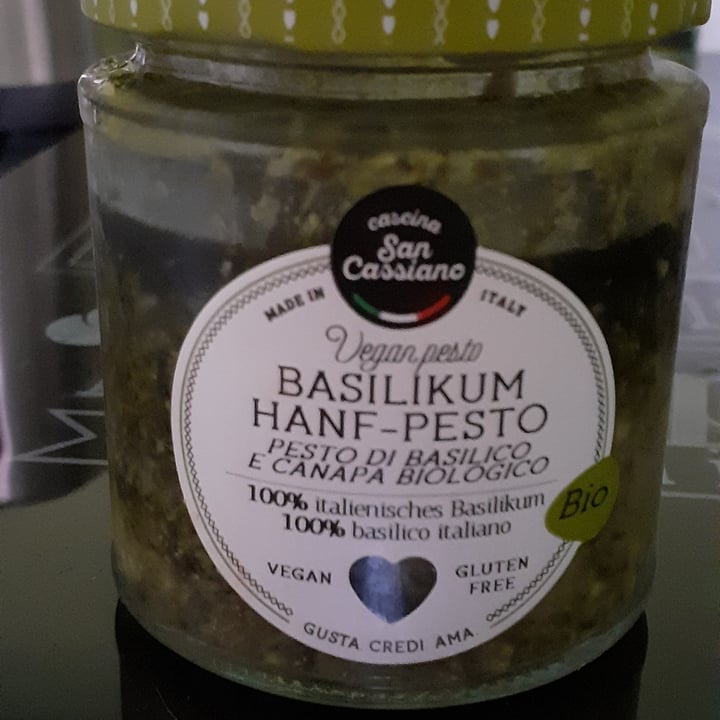 cascina
San
Cassiano
MADE IN ITALY
Vegan pesto
BASILIKUM
HANF-PESTO
PESTO DI BASILICO
E CANAPA BIOLOGICO
100% italienisches Basilikum
100% basilico italiano
Bio
VEGAN
GLUTEN
FREE
GUSTA CREDI AMA